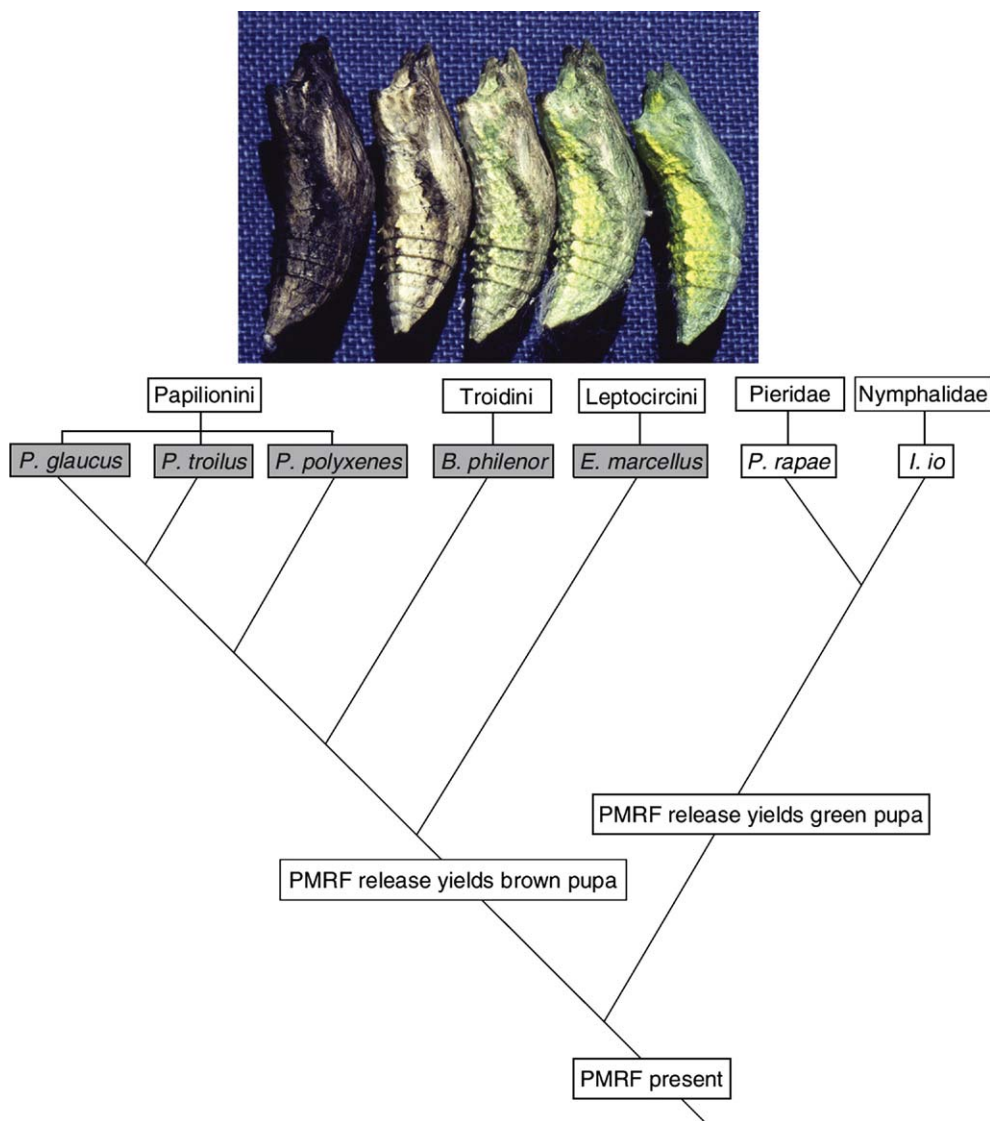 Papilionini
Troidini
Leptocircini
Pieridae
Nymphalidae
P. glaucus
P. troilus
P. polyxenes
B. philenor
E. marcellus
P. rapae
I. io
PMRF release yields green pupa
PMRF release yields brown pupa
PMRF present